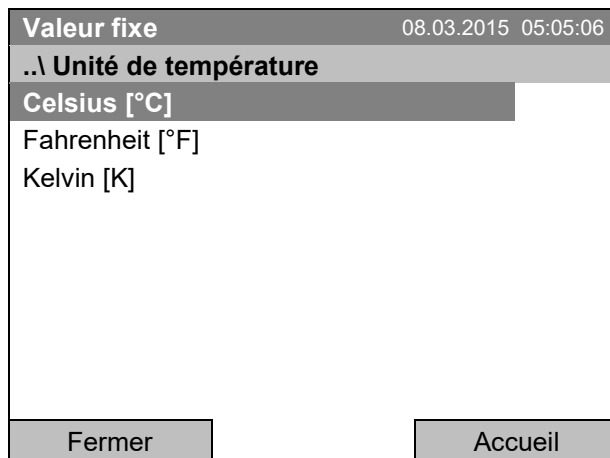 Valeur fixe 08.03.2015 05:05:06
..\ Unité de température
Celsius [°C]
Fahrenheit [°F]
Kelvin [K]
Fermer Accueil